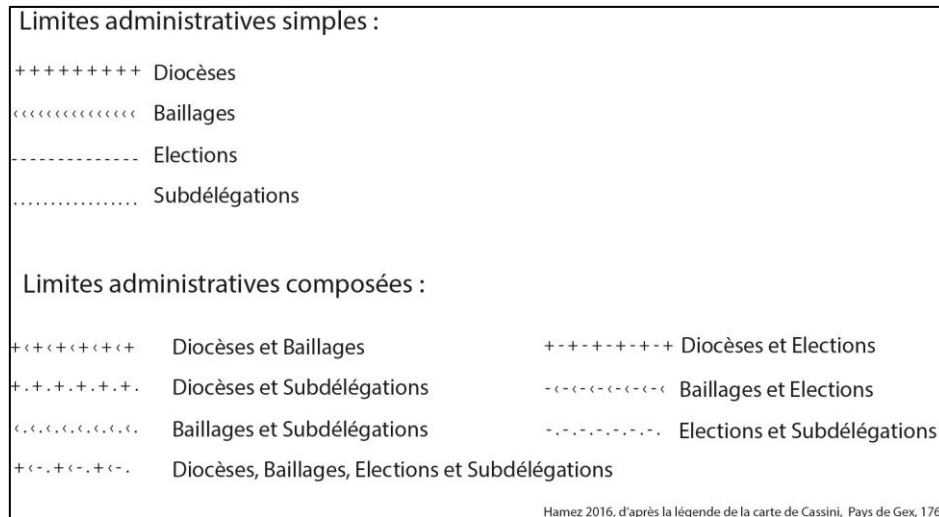 Limites administratives simples :
+++++++++ Diocèses
‹‹‹‹‹‹‹‹‹‹‹‹‹‹‹ Baillages
-------------- Elections
................. Subdélégations
Limites administratives composées :
+‹+‹+‹+‹+‹+ Diocèses et Baillages
+-+-+-+-+-+ Diocèses et Elections
+.+.+.+.+.+. Diocèses et Subdélégations
-‹-‹-‹-‹-‹-‹-‹ Baillages et Elections
‹.‹.‹.‹.‹.‹.‹.‹. Baillages et Subdélégations
-.-.-.-.-.-.-. Elections et Subdélégations
+‹-.+‹-.+‹-. Diocèses, Baillages, Elections et Subdélégations
Hamez 2016, d'après la légende de la carte de Cassini, Pays de Gex, 176